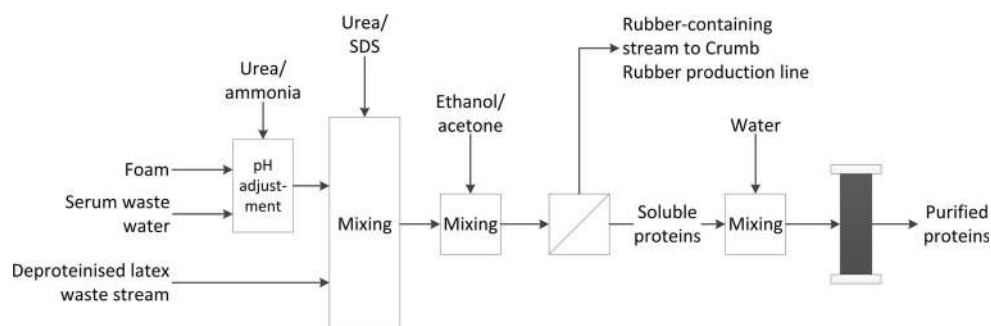 Urea/
SDS
Rubber-containing
stream to Crumb
Rubber production line
Urea/
ammonia
Ethanol/
acetone
Water
Foam
Serum waste
water
pH
adjust-
ment
Mixing
Mixing
Soluble
proteins
Mixing
Purified
proteins
Deproteinised latex
waste stream